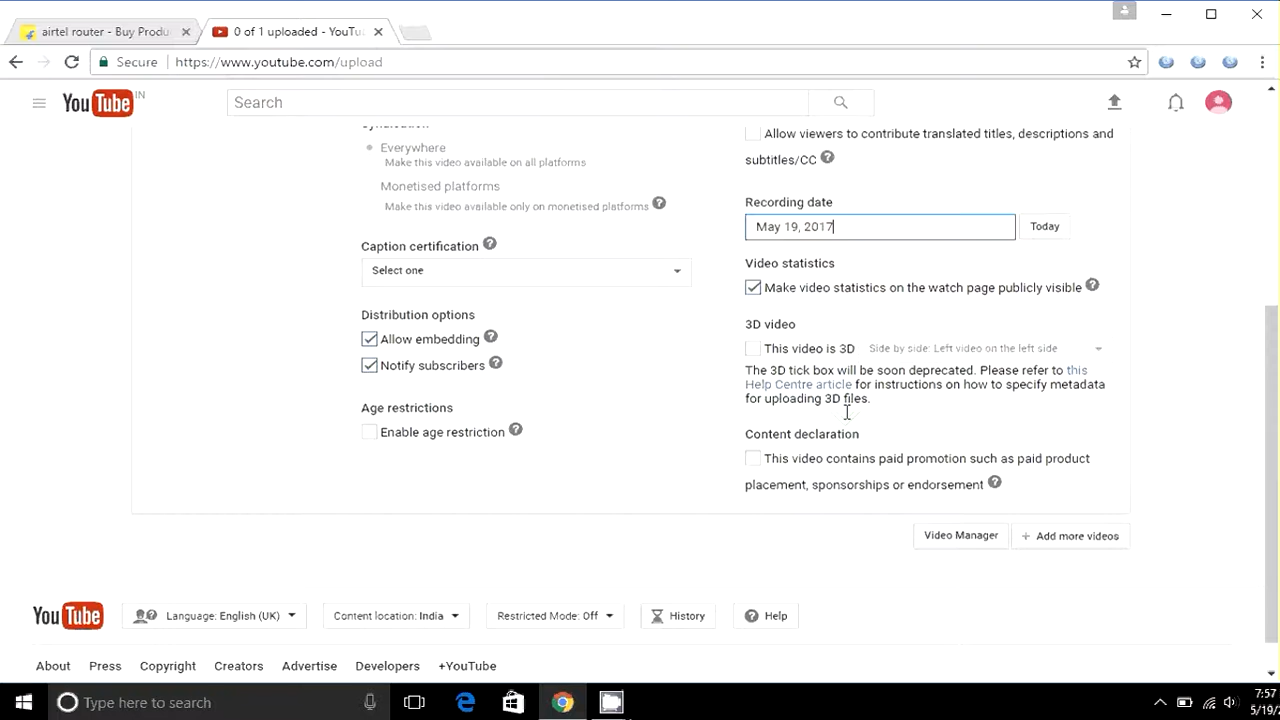 airtel router - Buy Produ
0 of 1 uploaded - YouTu
Secure
https://www.youtube.com/upload
YouTube IN
Search
Syndication
Everywhere
Make this video available on all platforms
Monetised platforms
Make this video available only on monetised platforms
Caption certification
Select one
Distribution options
Allow embedding
Notify subscribers
Age restrictions
Enable age restriction
Allow viewers to contribute translated titles, descriptions and
subtitles/CC
Recording date
May 19, 2017
Today
Video statistics
Make video statistics on the watch page publicly visible
3D video
This video is 3D
Side by side: Left video on the left side
The 3D tick box will be soon deprecated. Please refer to this
Help Centre article for instructions on how to specify metadata
for uploading 3D files.
Content declaration
This video contains paid promotion such as paid product
placement, sponsorships or endorsement
Video Manager
+ Add more videos
YouTube
Language: English (UK)
Content location: India
Restricted Mode: Off
History
Help
About
Press
Copyright
Creators
Advertise
Developers
+YouTube
Type here to search
7:57
5/19/2